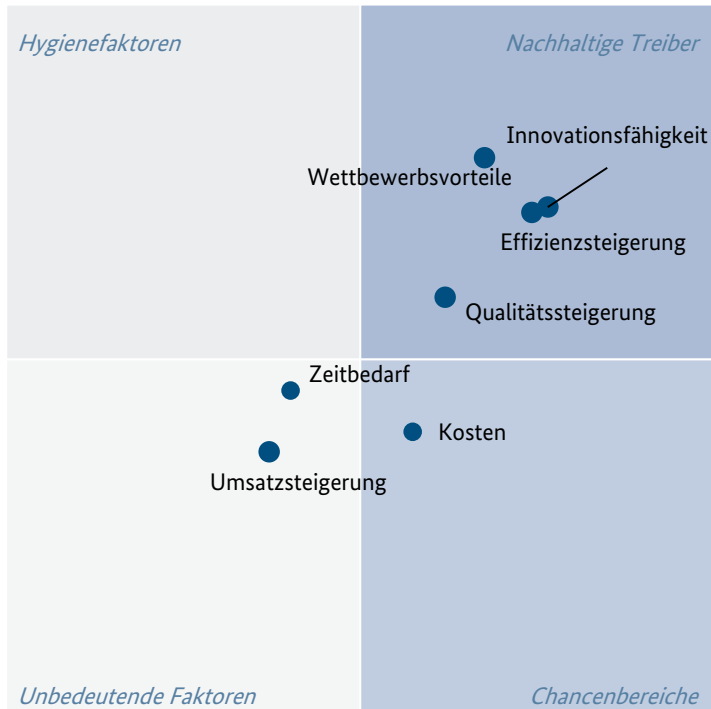 Hygienefaktoren
Nachhaltige Treiber
Innovationsfähigkeit
Wettbewerbsvorteile
Effizienzsteigerung
Qualitätssteigerung
Zeitbedarf
Kosten
Umsatzsteigerung
Unbedeutende Faktoren
Chancenbereiche